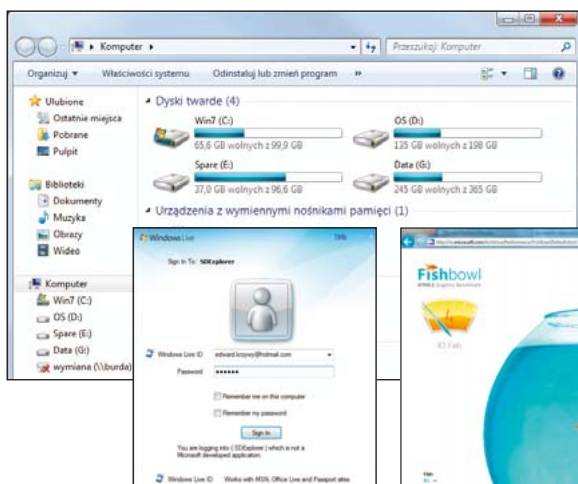 Komputer
Przeszukaj: Komputer
Organizuj
Właściwości systemu
Odinstaluj lub zmień program
Ulubione
Ostatnie miejsca
Pobrane
Pulpit
Biblioteki
Dokumenty
Muzyka
Obrazy
Wideo
Komputer
Win7 (C:)
OS (D:)
Spare (E:)
Data (G:)
wymiana (\\burda)
Dyski twarde (4)
Win7 (C:)
65,6 GB wolnych z 99,9 GB
OS (D:)
135 GB wolnych z 198 GB
Spare (E:)
37,0 GB wolnych z 96,6 GB
Data (G:)
245 GB wolnych z 365 GB
Urządzenia z wymiennymi nośnikami pamięci (1)
Windows Live
Sign In To: SDExplorer
Windows Live ID
edward.krzywy@hotmail.com
Password
Remember me on this computer
Remember my password
Sign In
You are logging into ( SDExplorer ) which is not a
Microsoft developed application.
Windows Live ID
Works with MSN, Office Live and Passport sites
Fishbowl